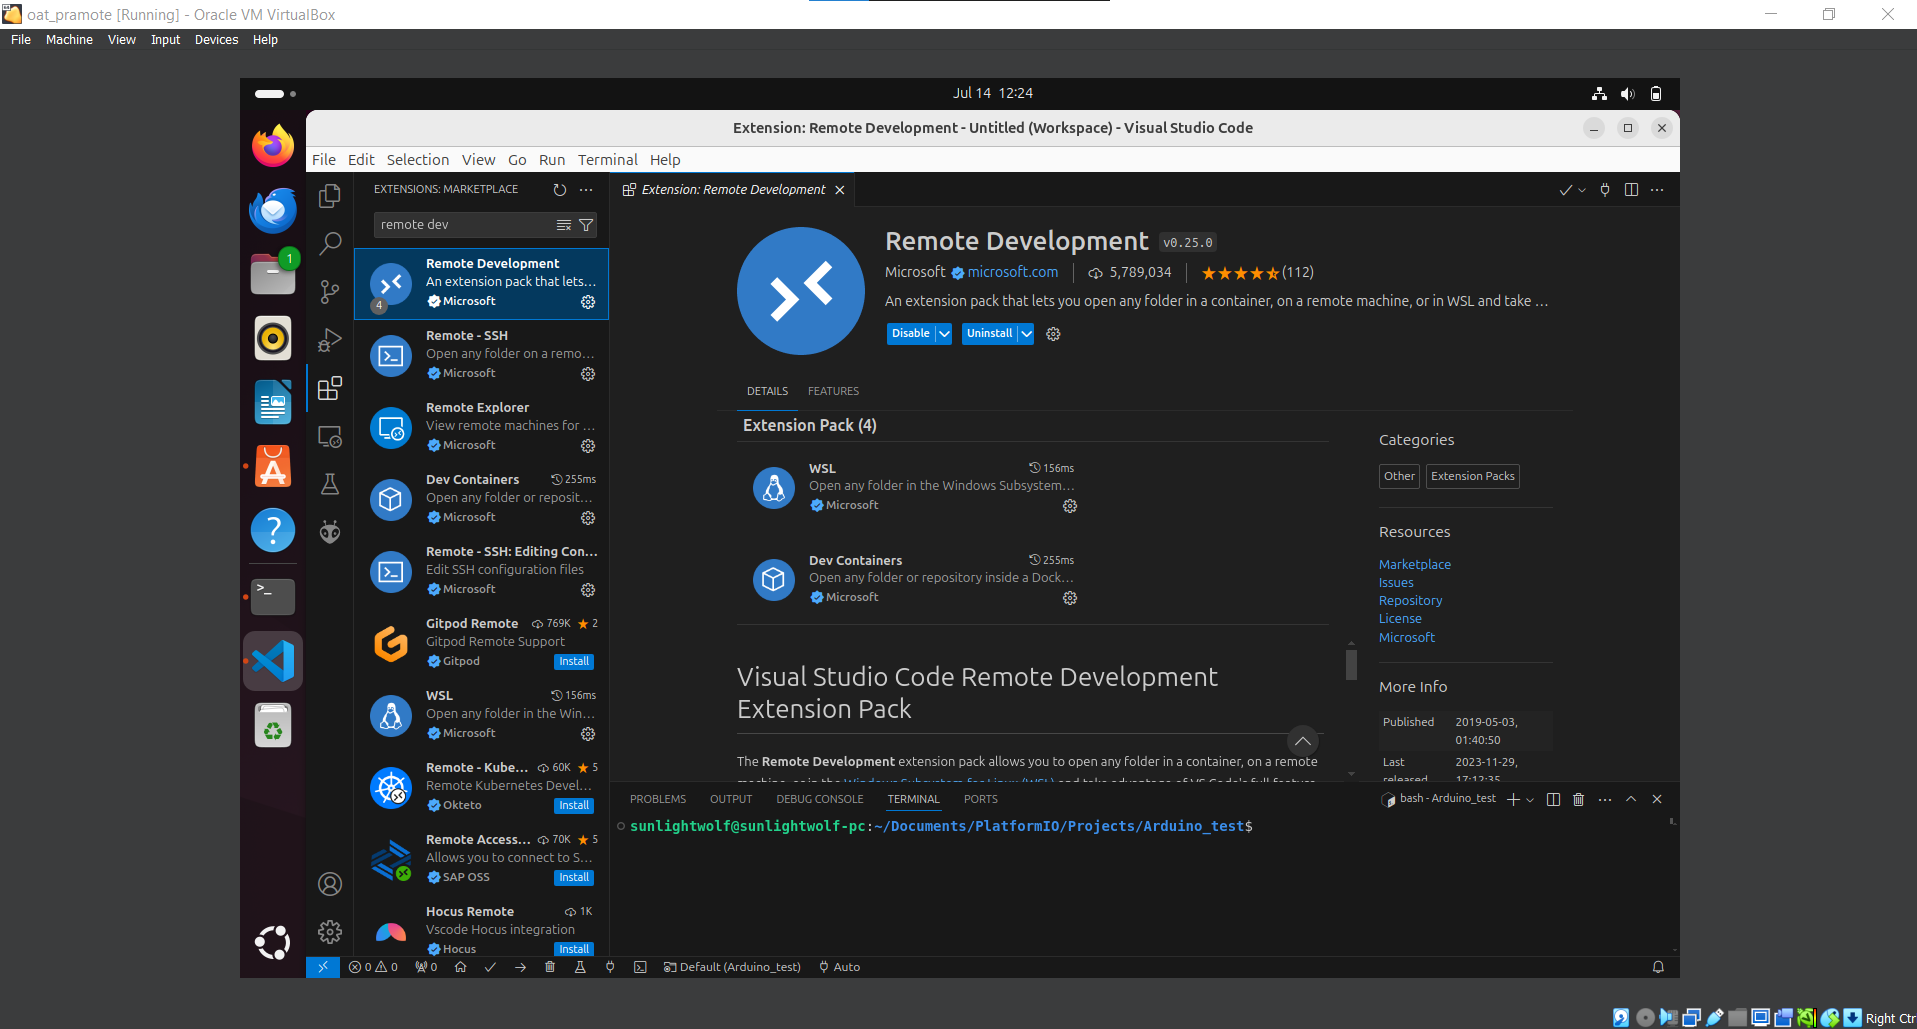 oat_pramote [Running] - Oracle VM VirtualBox
File Machine View Input Devices Help
Jul 14 12:24
Extension: Remote Development - Untitled (Workspace) - Visual Studio Code
File Edit Selection View Go Run Terminal Help
1
EXTENSIONS: MARKETPLACE
remote dev
Remote Development
An extension pack that lets...
Microsoft
4
Remote - SSH
Open any folder on a remo...
Microsoft
Remote Explorer
View remote machines for ...
Microsoft
Dev Containers 255ms
Open any folder or reposit...
Microsoft
Remote - SSH: Editing Con...
Edit SSH configuration files
Microsoft
Gitpod Remote 769K 2
Gitpod Remote Support
Gitpod Install
WSL 156ms
Open any folder in the Win...
Microsoft
Remote - Kube... 60K 5
Remote Kubernetes Devel...
Okteto Install
Remote Access... 70K 5
Allows you to connect to S...
SAP OSS Install
Hocus Remote 1K
Vscode Hocus integration
Hocus Install
Extension: Remote Development
Remote Development v0.25.0
Microsoft microsoft.com 5,789,034 (112)
An extension pack that lets you open any folder in a container, on a remote machine, or in WSL and take ...
Disable Uninstall
DETAILS FEATURES
Extension Pack (4)
WSL 156ms
Open any folder in the Windows Subsystem...
Microsoft
Dev Containers 255ms
Open any folder or repository inside a Dock...
Microsoft
Visual Studio Code Remote Development
Extension Pack
The Remote Development extension pack allows you to open any folder in a container, on a remote
Categories
Other Extension Packs
Resources
Marketplace
Issues
Repository
License
Microsoft
More Info
Published 2019-05-03,
01:40:50
Last 2023-11-29,
released 17:12:35
PROBLEMS OUTPUT DEBUG CONSOLE TERMINAL PORTS
bash - Arduino_test
sunlightwolf@sunlightwolf-pc:~/Documents/PlatformIO/Projects/Arduino_test$
0 0 0 Default (Arduino_test) Auto
Right Ctr